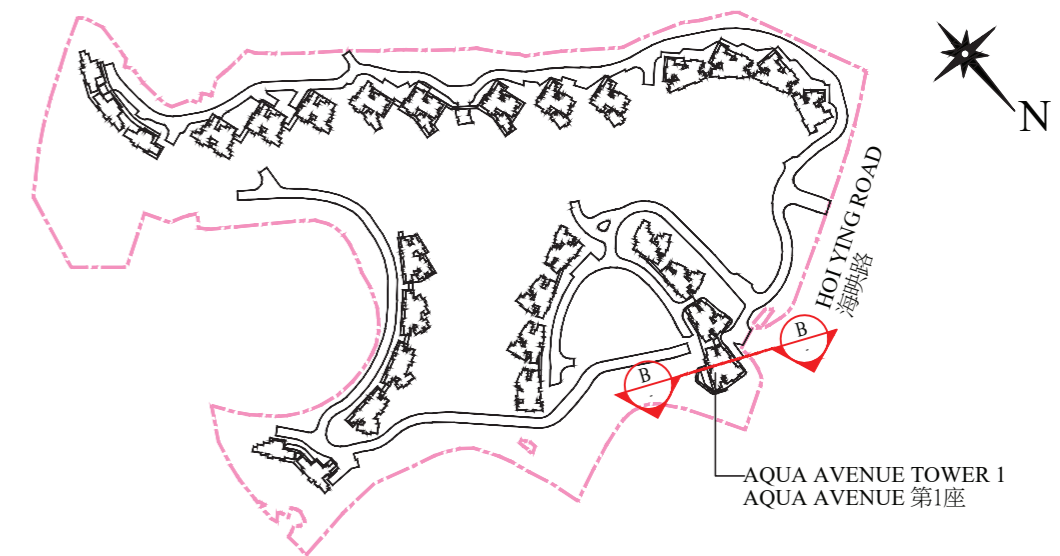 N
HOI YING ROAD
海映路
B
B
AQUA AVENUE TOWER 1
AQUA AVENUE 第1座